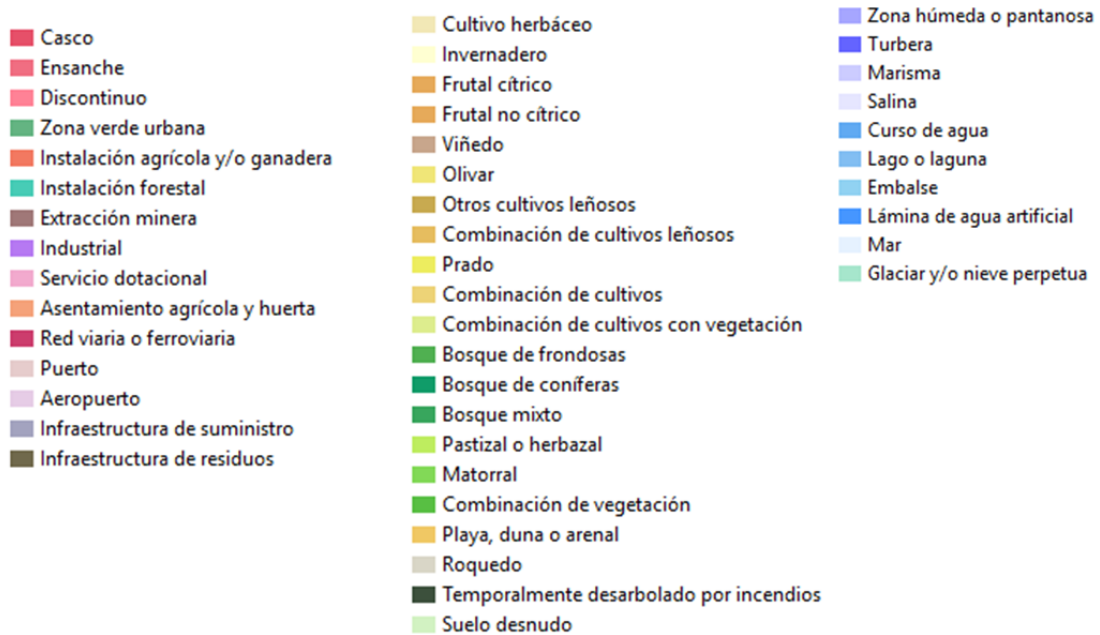 Casco
Ensanche
Discontinuo
Zona verde urbana
Instalación agrícola y/o ganadera
Instalación forestal
Extracción minera
Industrial
Servicio dotacional
Asentamiento agrícola y huerta
Red viaria o ferroviaria
Puerto
Aeropuerto
Infraestructura de suministro
Infraestructura de residuos
Cultivo herbáceo
Invernadero
Frutal cítrico
Frutal no cítrico
Viñedo
Olivar
Otros cultivos leñosos
Combinación de cultivos leñosos
Prado
Combinación de cultivos
Combinación de cultivos con vegetación
Bosque de frondosas
Bosque de coníferas
Bosque mixto
Pastizal o herbazal
Matorral
Combinación de vegetación
Playa, duna o arenal
Roquedo
Temporalmente desarbolado por incendios
Suelo desnudo
Zona húmeda o pantanosa
Turbera
Marisma
Salina
Curso de agua
Lago o laguna
Embalse
Lámina de agua artificial
Mar
Glaciar y/o nieve perpetua